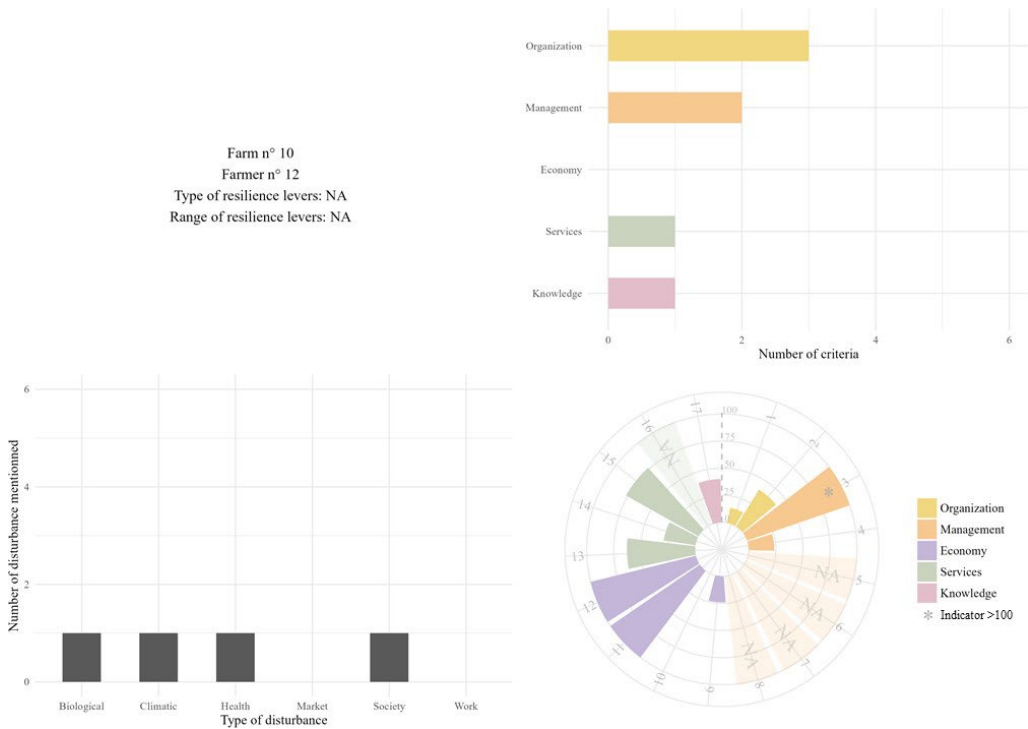 Farm n° 10
Farmer n° 12
Type of resilience levers: NA
Range of resilience levers: NA
Organization
Management
Economy
Services
Knowledge
0 2 4 6
Number of criteria
6
4
2
0
Number of disturbance mentionned
Biological Climatic Health Market Society Work
Type of disturbance
100
75
50
25
1
2
3
*
4
5
NA
6
NA
7
NA
8
NA
9
10
11
12
13
14
15
16
NA
17
Organization
Management
Economy
Services
Knowledge
* Indicator >100